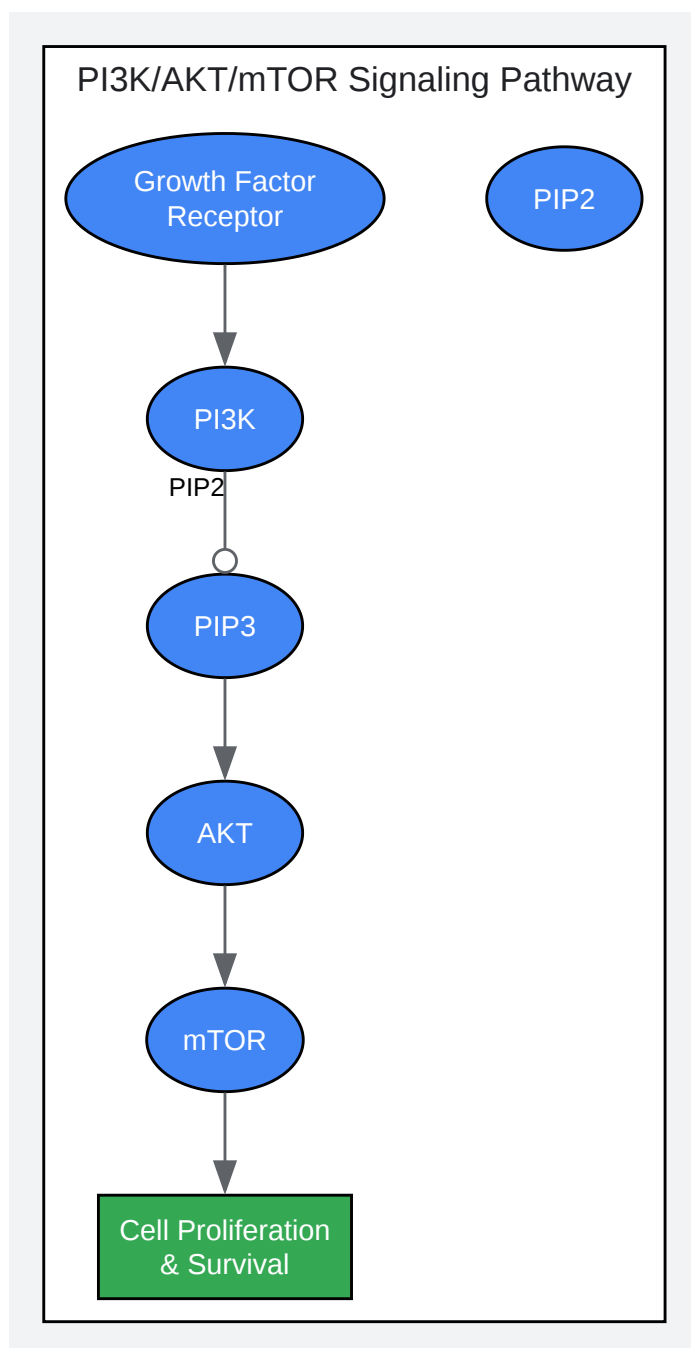 PI3K/AKT/mTOR Signaling Pathway
Growth Factor
Receptor
PIP2
PI3K
PIP2
PIP3
AKT
mTOR
Cell Proliferation
& Survival